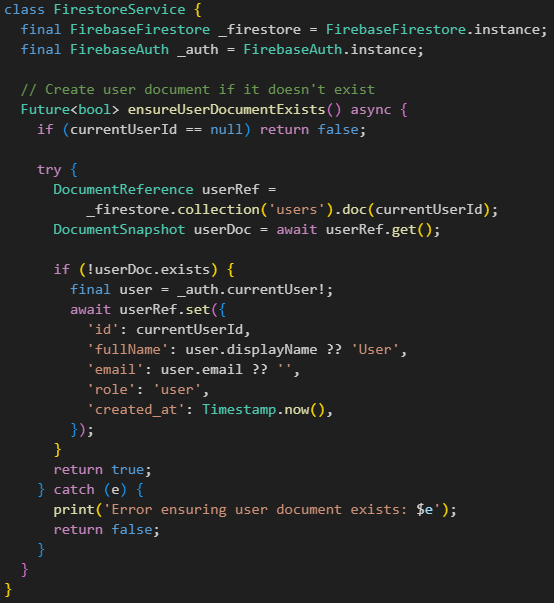 class FirestoreService {
  final FirebaseFirestore _firestore = FirebaseFirestore.instance;
  final FirebaseAuth _auth = FirebaseAuth.instance;

  // Create user document if it doesn't exist
  Future<bool> ensureUserDocumentExists() async {
    if (currentUserId == null) return false;

    try {
      DocumentReference userRef =
          _firestore.collection('users').doc(currentUserId);
      DocumentSnapshot userDoc = await userRef.get();

      if (!userDoc.exists) {
        final user = _auth.currentUser!;
        await userRef.set({
          'id': currentUserId,
          'fullName': user.displayName ?? 'User',
          'email': user.email ?? '',
          'role': 'user',
          'created_at': Timestamp.now(),
        });
      }
      return true;
    } catch (e) {
      print('Error ensuring user document exists: $e');
      return false;
    }
  }
}